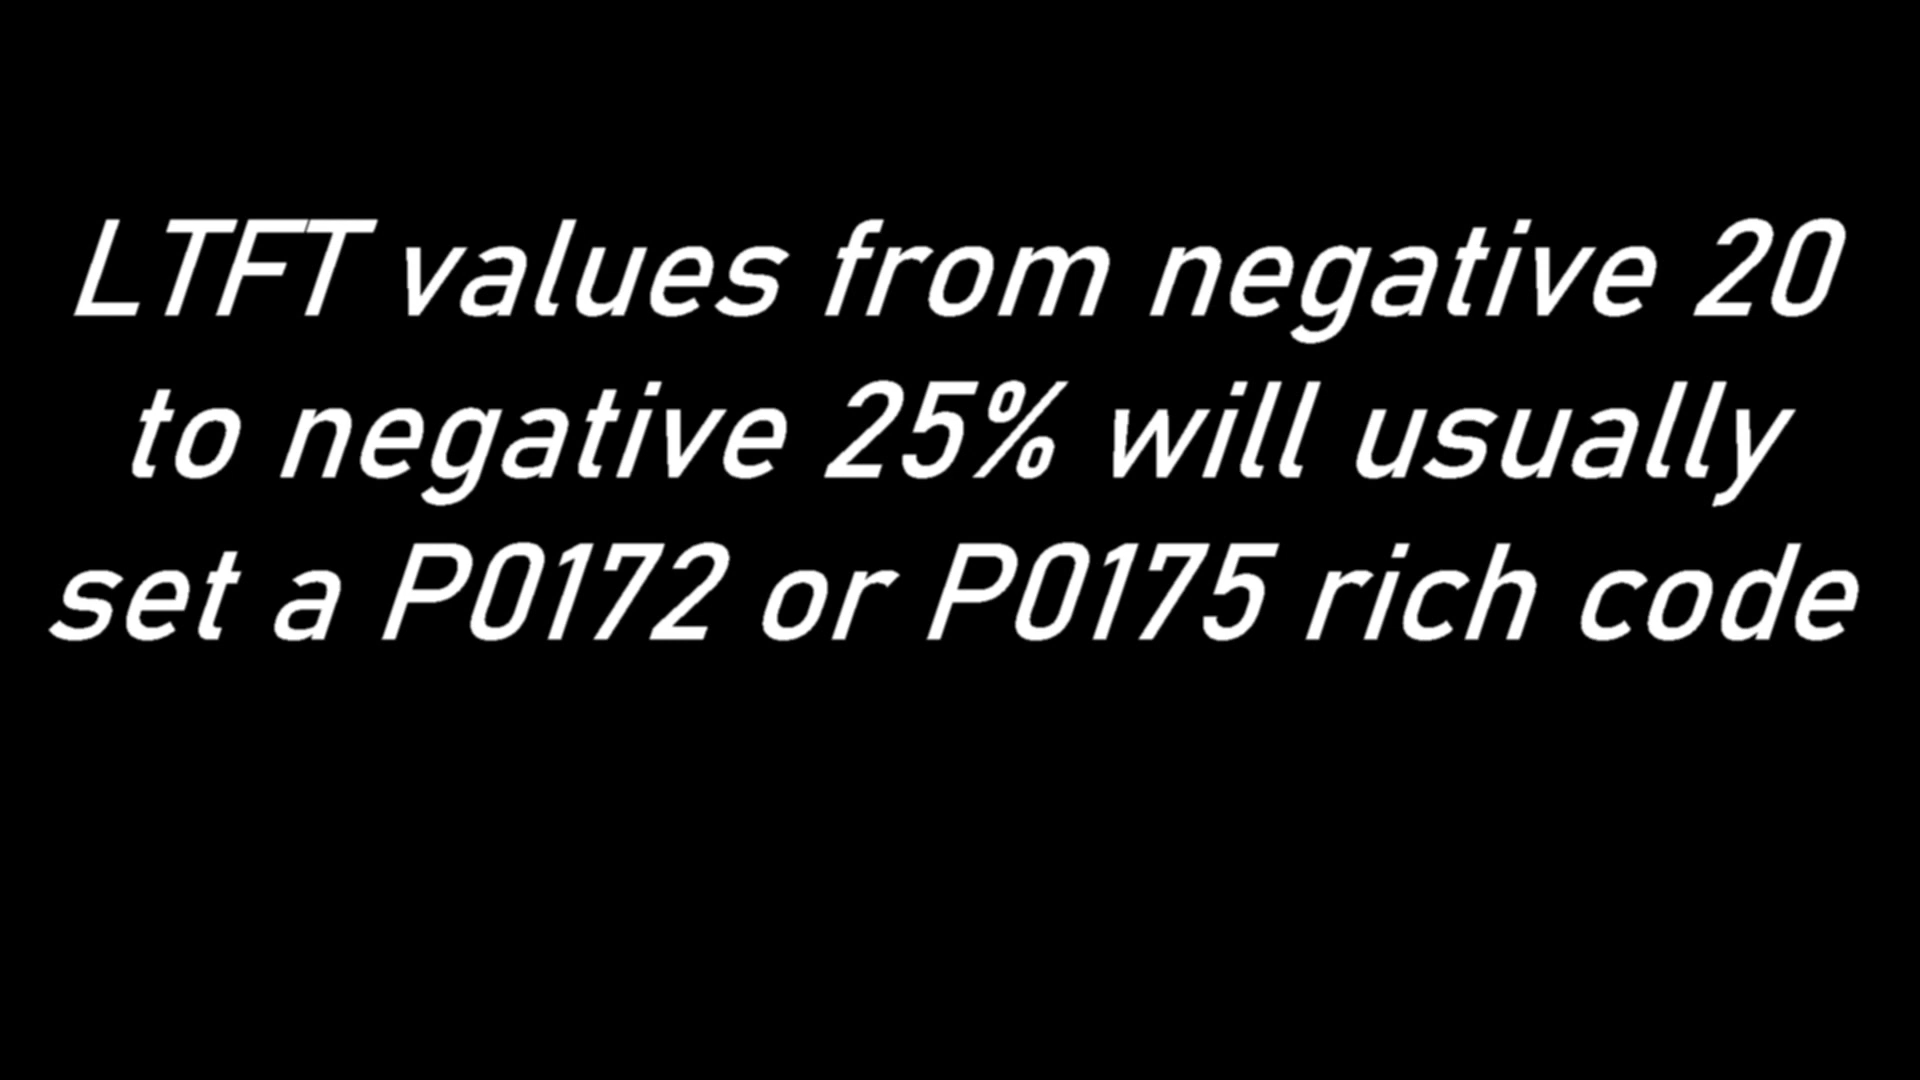 LTFT values from negative 20
to negative 25% will usually
set a P0172 or P0175 rich code